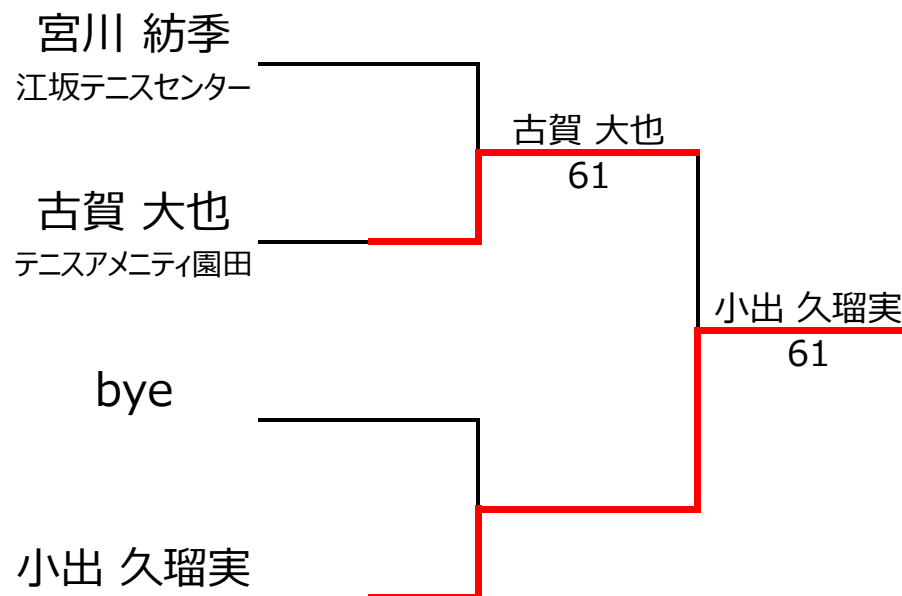 宮川 紡季
江坂テニスセンター
古賀 大也
61
古賀 大也
テニスアメニティ園田
小出 久瑠実
61
bye
小出 久瑠実